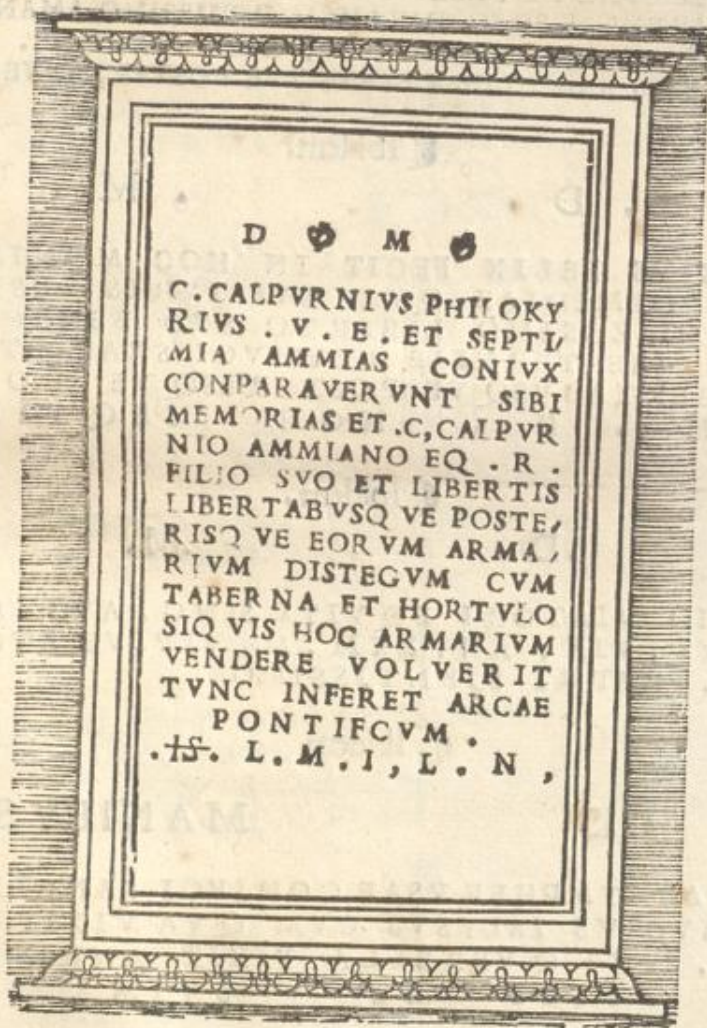 D ❦ M ❦
C. CALPVRNIVS PHILOKY
RIVS . V . E . ET SEPTI/
MIA AMMIAS CONIVX
CONPARAVERVNT SIBI
MEMORIAS ET .C, CALPVR
NIO AMMIANO EQ . R .
FILIO SVO ET LIBERTIS
LIBERTABVSQ VE POSTE/
RISQ VE EORVM ARMA/
RIVM DISTEGVM CVM
TABERNA ET HORTVLO
SIQ VIS HOC ARMARIVM
VENDERE VOLVERIT
TVNC INFERET ARCAE
PONTIFCVM .
.HS. L . M . I , L . N ,